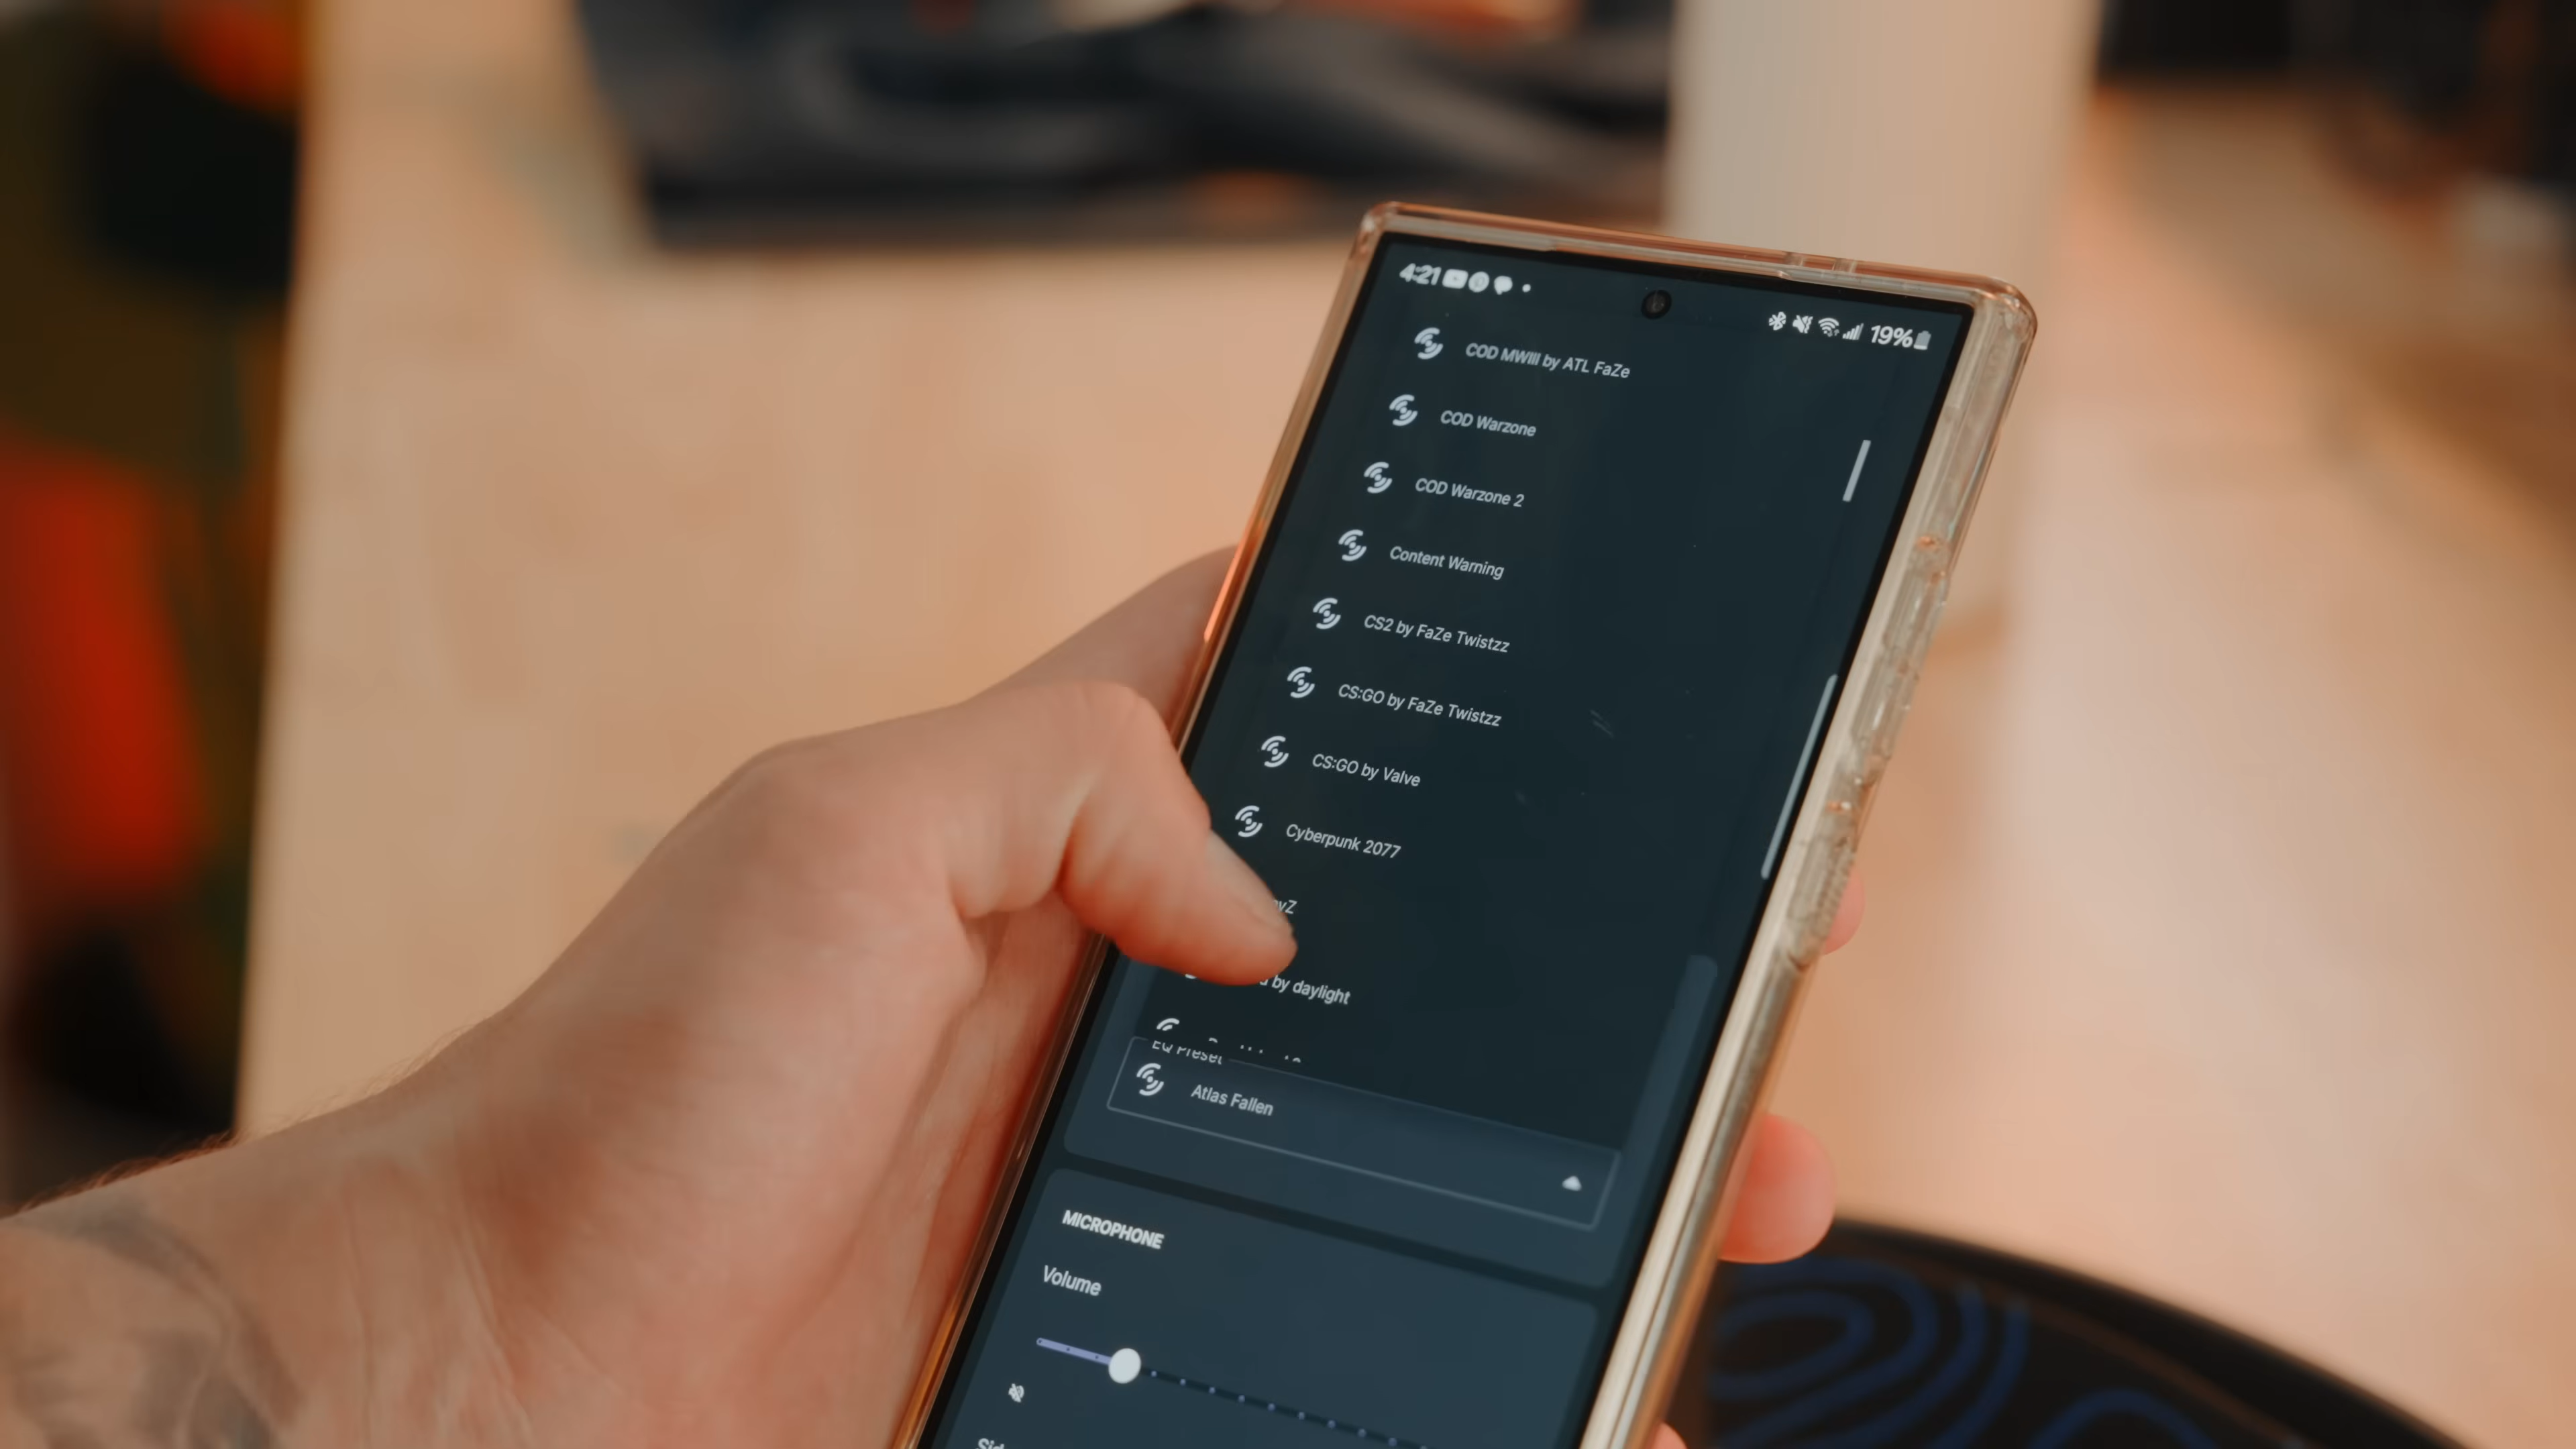 4:21
19%
COD MWIII by ATL FaZe
COD Warzone
COD Warzone 2
Content Warning
CS2 by FaZe Twistzz
CS:GO by FaZe Twistzz
CS:GO by Valve
Cyberpunk 2077
by daylight
EQ Preset
Atlas Fallen
MICROPHONE
Volume